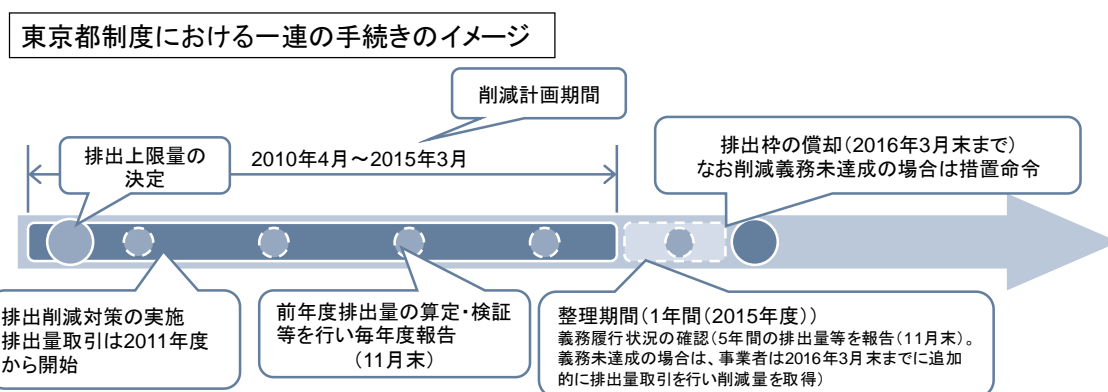 東京都制度における一連の手続きのイメージ
削減計画期間
排出上限量の
決定
2010年4月～2015年3月
排出枠の償却（2016年3月末まで）
なお削減義務未達成の場合は措置命令
排出削減対策の実施
排出量取引は2011年度
から開始
前年度排出量の算定・検証
等を行い毎年度報告
（11月末）
整理期間（1年間（2015年度））
義務履行状況の確認（5年間の排出量等を報告（11月末）。
義務未達成の場合は、事業者は2016年3月末までに追加
的に排出量取引を行い削減量を取得）